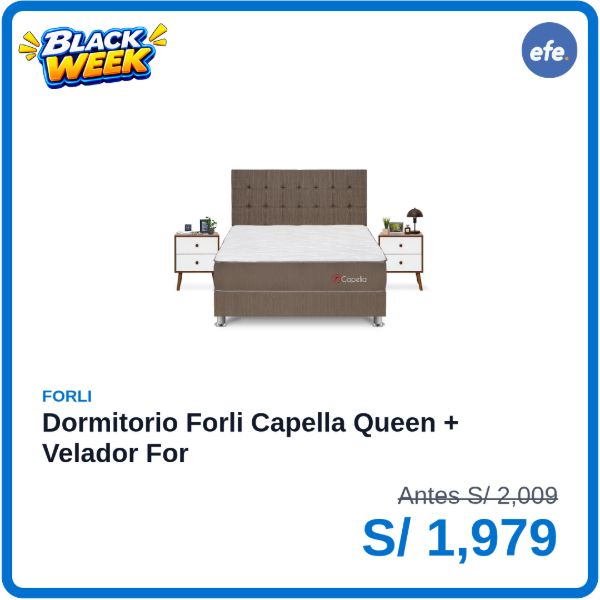 BLACK
WEEK
efe.
Capella
FORLI
Dormitorio Forli Capella Queen +
Velador For
Antes S/ 2,009
S/ 1,979